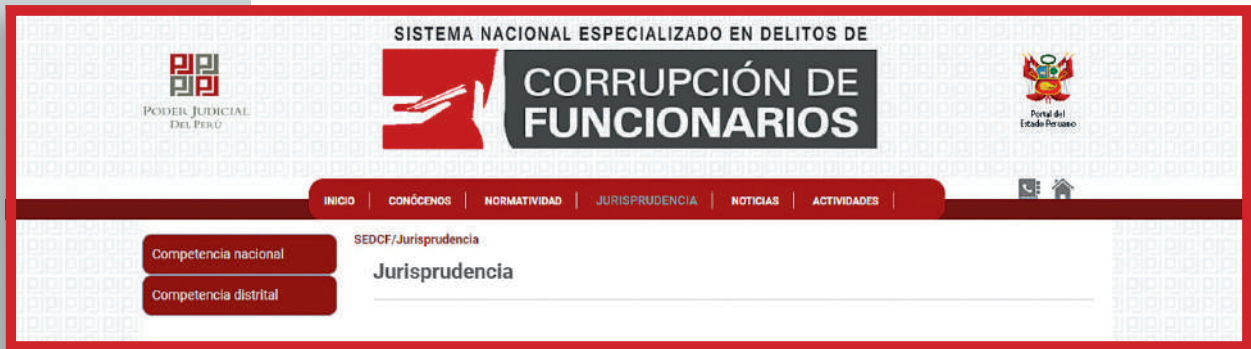 SISTEMA NACIONAL ESPECIALIZADO EN DELITOS DE
CORRUPCIÓN DE
FUNCIONARIOS
PODER JUDICIAL
DEL PERÚ
Portal del
Estado Peruano
INICIO | CONÓCENOS | NORMATIVIDAD | JURISPRUDENCIA | NOTICIAS | ACTIVIDADES |
Competencia nacional
Competencia distrital
SEDCF/Jurisprudencia
Jurisprudencia